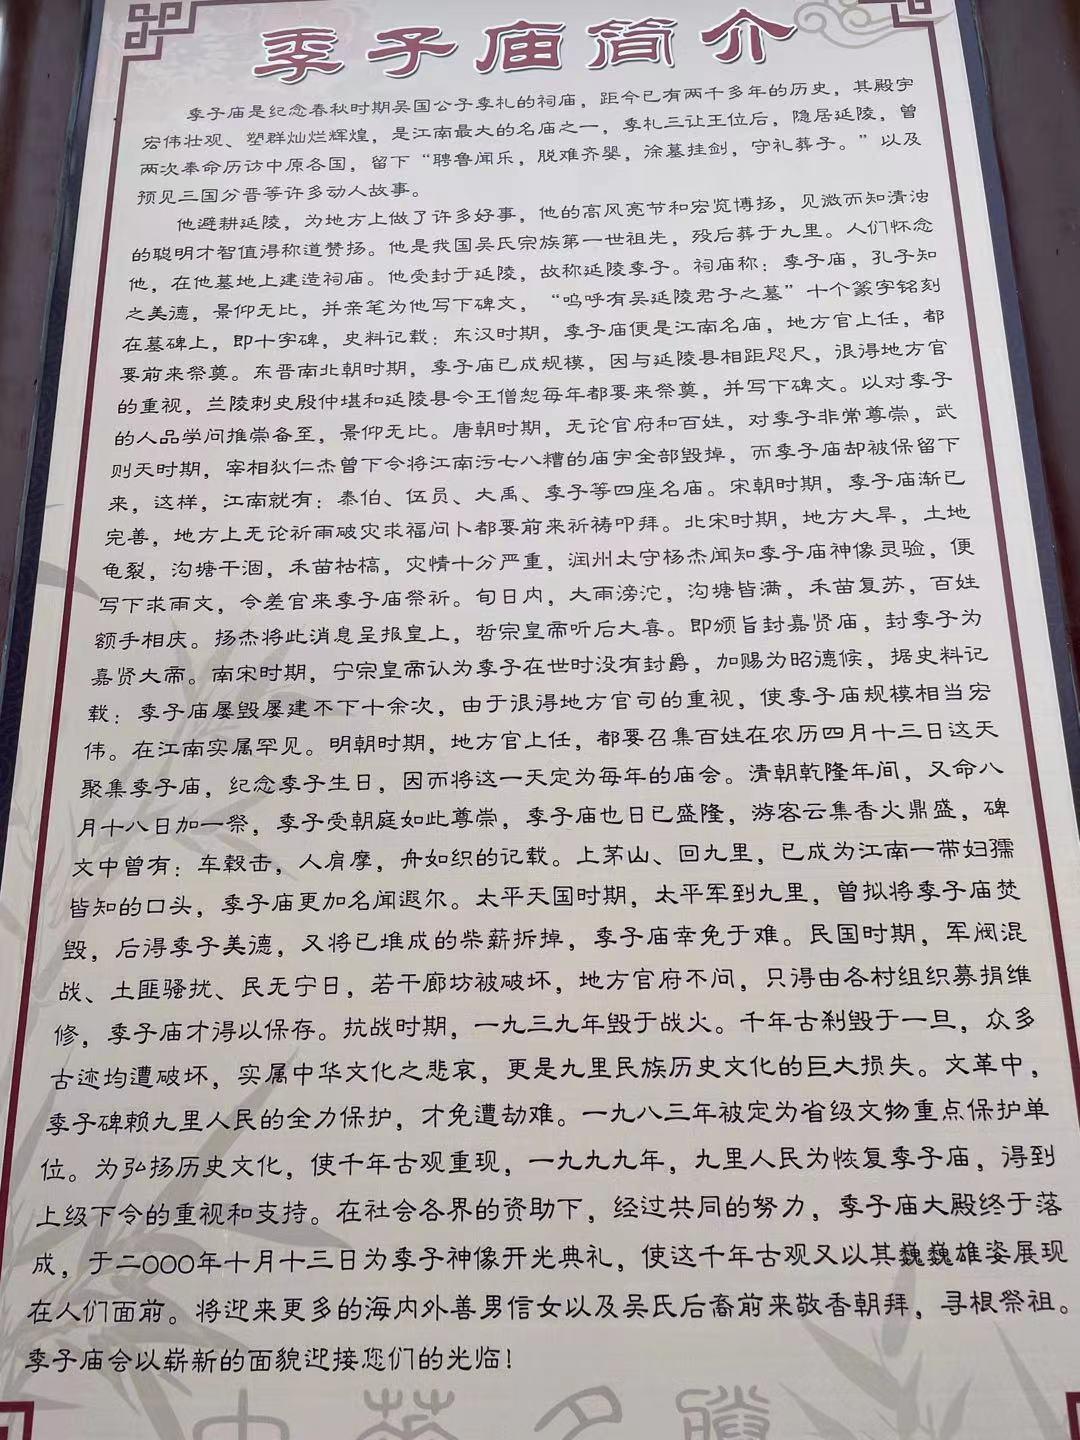 季子庙简介
季子庙是纪念春秋时期吴国公子季札的祠庙，距今已有两千多年的历史，其殿宇
宏伟壮观、塑群灿烂辉煌，是江南最大的名庙之一，季札三让王位后，隐居延陵，曾
两次奉命历访中原各国，留下“聘鲁闻乐，脱难齐婴，徐墓挂剑，守礼葬子。”以及
预见三国分晋等许多动人故事。
他避耕延陵，为地方上做了许多好事，他的高风亮节和宏览博扬，见微而知清浊
的聪明才智值得称道赞扬。他是我国吴氏宗族第一世祖先，殁后葬于九里。人们怀念
他，在他墓地上建造祠庙。他受封于延陵，故称延陵季子。祠庙称：季子庙，孔子知
之美德，景仰无比，并亲笔为他写下碑文，“呜呼有吴延陵君子之墓”十个篆字铭刻
在墓碑上，即十字碑，史料记载：东汉时期，季子庙便是江南名庙，地方官上任，都
要前来祭奠。东晋南北朝时期，季子庙已成规模，因与延陵县相距咫尺，很得地方官
的重视，兰陵刺史殷仲堪和延陵县令王僧恕每年都要来祭奠，并写下碑文。以对季子
的人品学问推崇备至，景仰无比。唐朝时期，无论官府和百姓，对季子非常尊崇，武
则天时期，宰相狄仁杰曾下令将江南污七八糟的庙宇全部毁掉，而季子庙却被保留下
来，这样，江南就有：泰伯、伍员、大禹、季子等四座名庙。宋朝时期，季子庙渐已
完善，地方上无论祈雨破灾求福问卜都要前来祈祷叩拜。北宋时期，地方大旱，土地
龟裂，沟塘干涸，禾苗枯槁，灾情十分严重，润州太守杨杰闻知季子庙神像灵验，便
写下求雨文，令差官来季子庙祭祈。旬日内，大雨滂沱，沟塘皆满，禾苗复苏，百姓
额手相庆。扬杰将此消息呈报皇上，哲宗皇帝听后大喜。即颁旨封嘉贤庙，封季子为
嘉贤大帝。南宋时期，宁宗皇帝认为季子在世时没有封爵，加赐为昭德候，据史料记
载：季子庙屡毁屡建不下十余次，由于很得地方官司的重视，使季子庙规模相当宏
伟。在江南实属罕见。明朝时期，地方官上任，都要召集百姓在农历四月十三日这天
聚集季子庙，纪念季子生日，因而将这一天定为每年的庙会。清朝乾隆年间，又命八
月十八日加一祭，季子受朝庭如此尊崇，季子庙也日已盛隆，游客云集香火鼎盛，碑
文中曾有：车毂击，人肩摩，舟如织的记载。上茅山、回九里，已成为江南一带妇孺
皆知的口头，季子庙更加名闻遐尔。太平天国时期，太平军到九里，曾拟将季子庙焚
毁，后得季子美德，又将已堆成的柴薪拆掉，季子庙幸免于难。民国时期，军阀混
战、土匪骚扰、民无宁日，若干廊坊被破坏，地方官府不问，只得由各村组织募捐维
修，季子庙才得以保存。抗战时期，一九三九年毁于战火。千年古刹毁于一旦，众多
古迹均遭破坏，实属中华文化之悲哀，更是九里民族历史文化的巨大损失。文革中，
季子碑赖九里人民的全力保护，才免遭劫难。一九八三年被定为省级文物重点保护单
位。为弘扬历史文化，使千年古观重现，一九九九年，九里人民为恢复季子庙，得到
上级下令的重视和支持。在社会各界的资助下，经过共同的努力，季子庙大殿终于落
成，于二OOO年十月十三日为季子神像开光典礼，使这千年古观又以其巍巍雄姿展现
在人们面前。将迎来更多的海内外善男信女以及吴氏后裔前来敬香朝拜，寻根祭祖。
季子庙会以崭新的面貌迎接您们的光临！
中华名胜